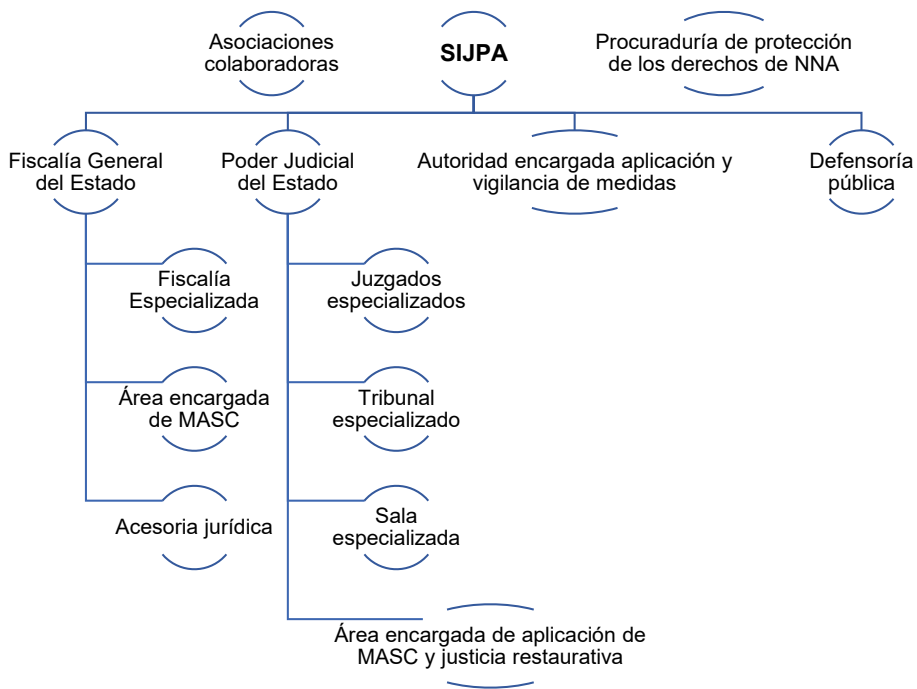 Asociaciones
colaboradoras
SIJPA
Procuraduría de protección
de los derechos de NNA
Fiscalía General
del Estado
Poder Judicial
del Estado
Autoridad encargada aplicación y
vigilancia de medidas
Defensoría
pública
Fiscalía
Especializada
Juzgados
especializados
Área encargada
de MASC
Tribunal
especializado
Acesoria jurídica
Sala
especializada
Área encargada de aplicación de
MASC y justicia restaurativa